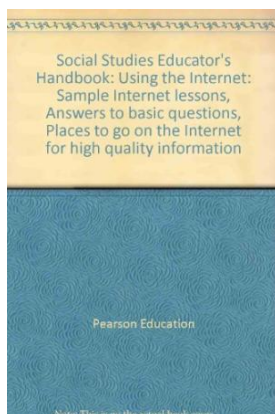 Social Studies Educator's
Handbook: Using the Internet:
Sample Internet lessons,
Answers to basic questions,
Places to go on the Internet
for high quality information
Pearson Education